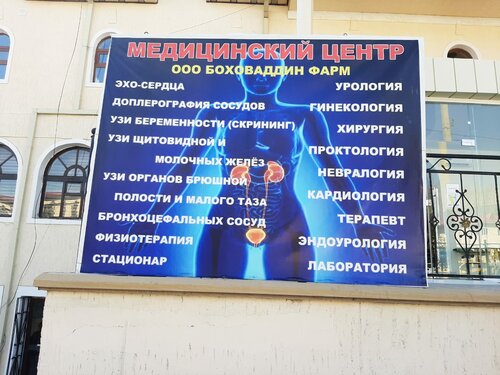 МЕДИЦИНСКИЙ ЦЕНТР
ООО БОХОВАДДИН ФАРМ
ЭХО-СЕРДЦА
ДОПЛЕРОГРАФИЯ СОСУДОВ
УЗИ БЕРЕМЕННОСТИ (СКРИНИНГ)
УЗИ ЩИТОВИДНОЙ И
МОЛОЧНЫХ ЖЕЛЁЗ
УЗИ ОРГАНОВ БРЮШНОЙ
ПОЛОСТИ И МАЛОГО ТАЗА
БРОНХОЦЕФАЛЬНЫХ СОСУД
ФИЗИОТЕРАПИЯ
СТАЦИОНАР
УРОЛОГИЯ
ГИНЕКОЛОГИЯ
ХИРУРГИЯ
ПРОКТОЛОГИЯ
НЕВРАЛОГИЯ
КАРДИОЛОГИЯ
ТЕРАПЕВТ
ЭНДОУРОЛОГИЯ
ЛАБОРАТОРИЯ